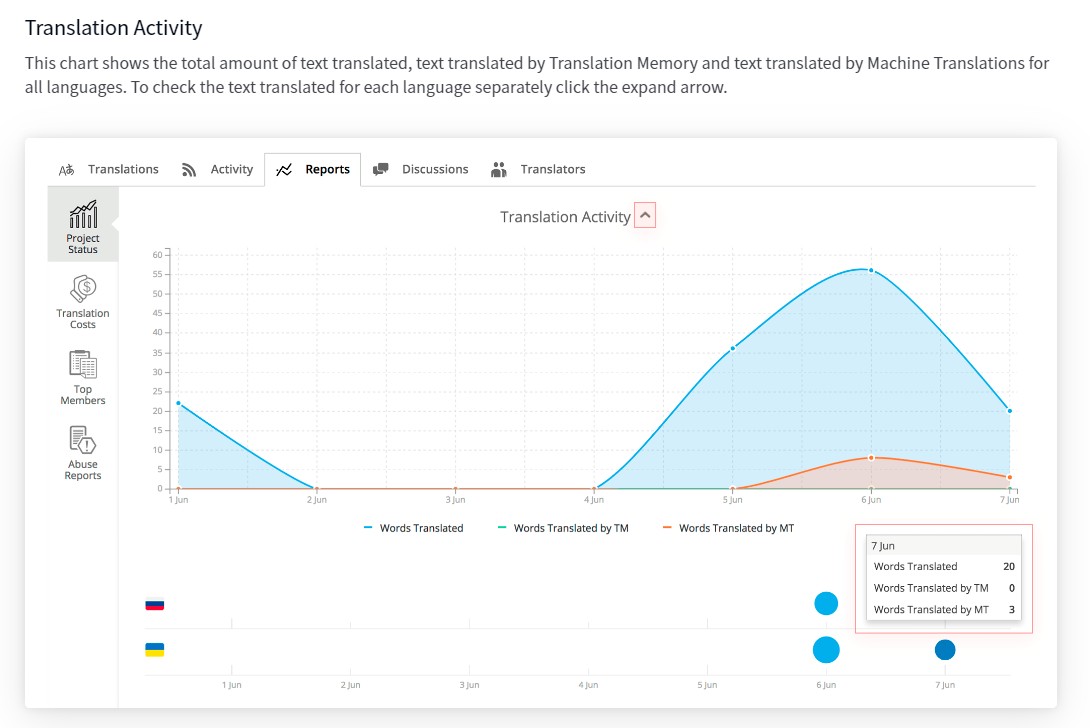 Translation Activity
This chart shows the total amount of text translated, text translated by Translation Memory and text translated by Machine Translations for
all languages. To check the text translated for each language separately click the expand arrow.
Translations Activity Reports Discussions Translators
Project
Status
Translation
Costs
Top
Members
Abuse
Reports
Translation Activity
60
55
50
45
40
35
30
25
20
15
10
5
0
1 Jun 2 Jun 3 Jun 4 Jun 5 Jun 6 Jun 7 Jun
Words Translated Words Translated by TM Words Translated by MT
7 Jun
Words Translated 20
Words Translated by TM 0
Words Translated by MT 3
1 Jun 2 Jun 3 Jun 4 Jun 5 Jun 6 Jun 7 Jun